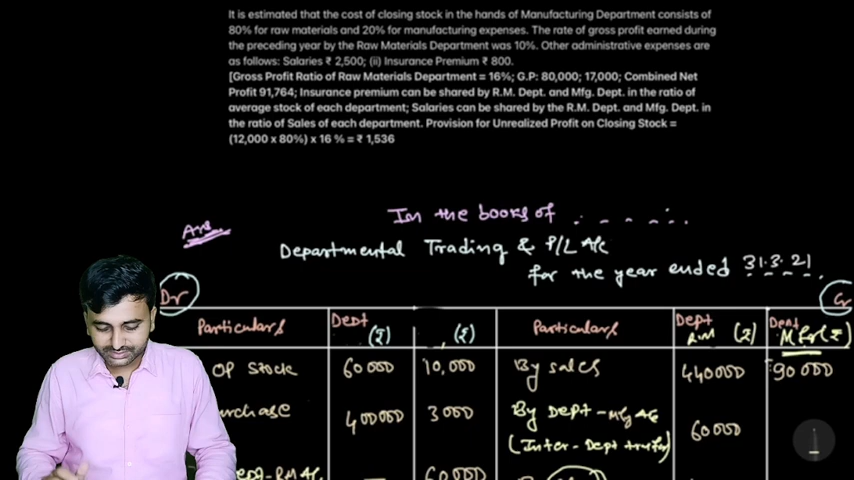 It is estimated that the cost of closing stock in the hands of Manufacturing Department consists of
80% for raw materials and 20% for manufacturing expenses. The rate of gross profit earned during
the preceding year by the Raw Materials Department was 10%. Other administrative expenses are
as follows: Salaries ₹ 2,500; (ii) Insurance Premium ₹ 800.
[Gross Profit Ratio of Raw Materials Department = 16%; G.P: 80,000; 17,000; Combined Net
Profit 91,764; Insurance premium can be shared by R.M. Dept. and Mfg. Dept. in the ratio of
average stock of each department; Salaries can be shared by the R.M. Dept. and Mfg. Dept. in
the ratio of Sales of each department. Provision for Unrealized Profit on Closing Stock =
(12,000 x 80%) x 16 % = ₹ 1,536
Ans
In the books of
Departmental Trading & P/L A/c
for the year ended 31.3.21
Dr Cr
Particulars Dept (₹) (₹) Particulars Dept R.M (₹) Dept Mfg (₹)
OP Stock 60000 10,000 By sales 440000 90000
urchase 400000 3000 By Dept-Mfg A/c 60000
(Inter-Dept trnfer)
Dept-RM A/c — 60000